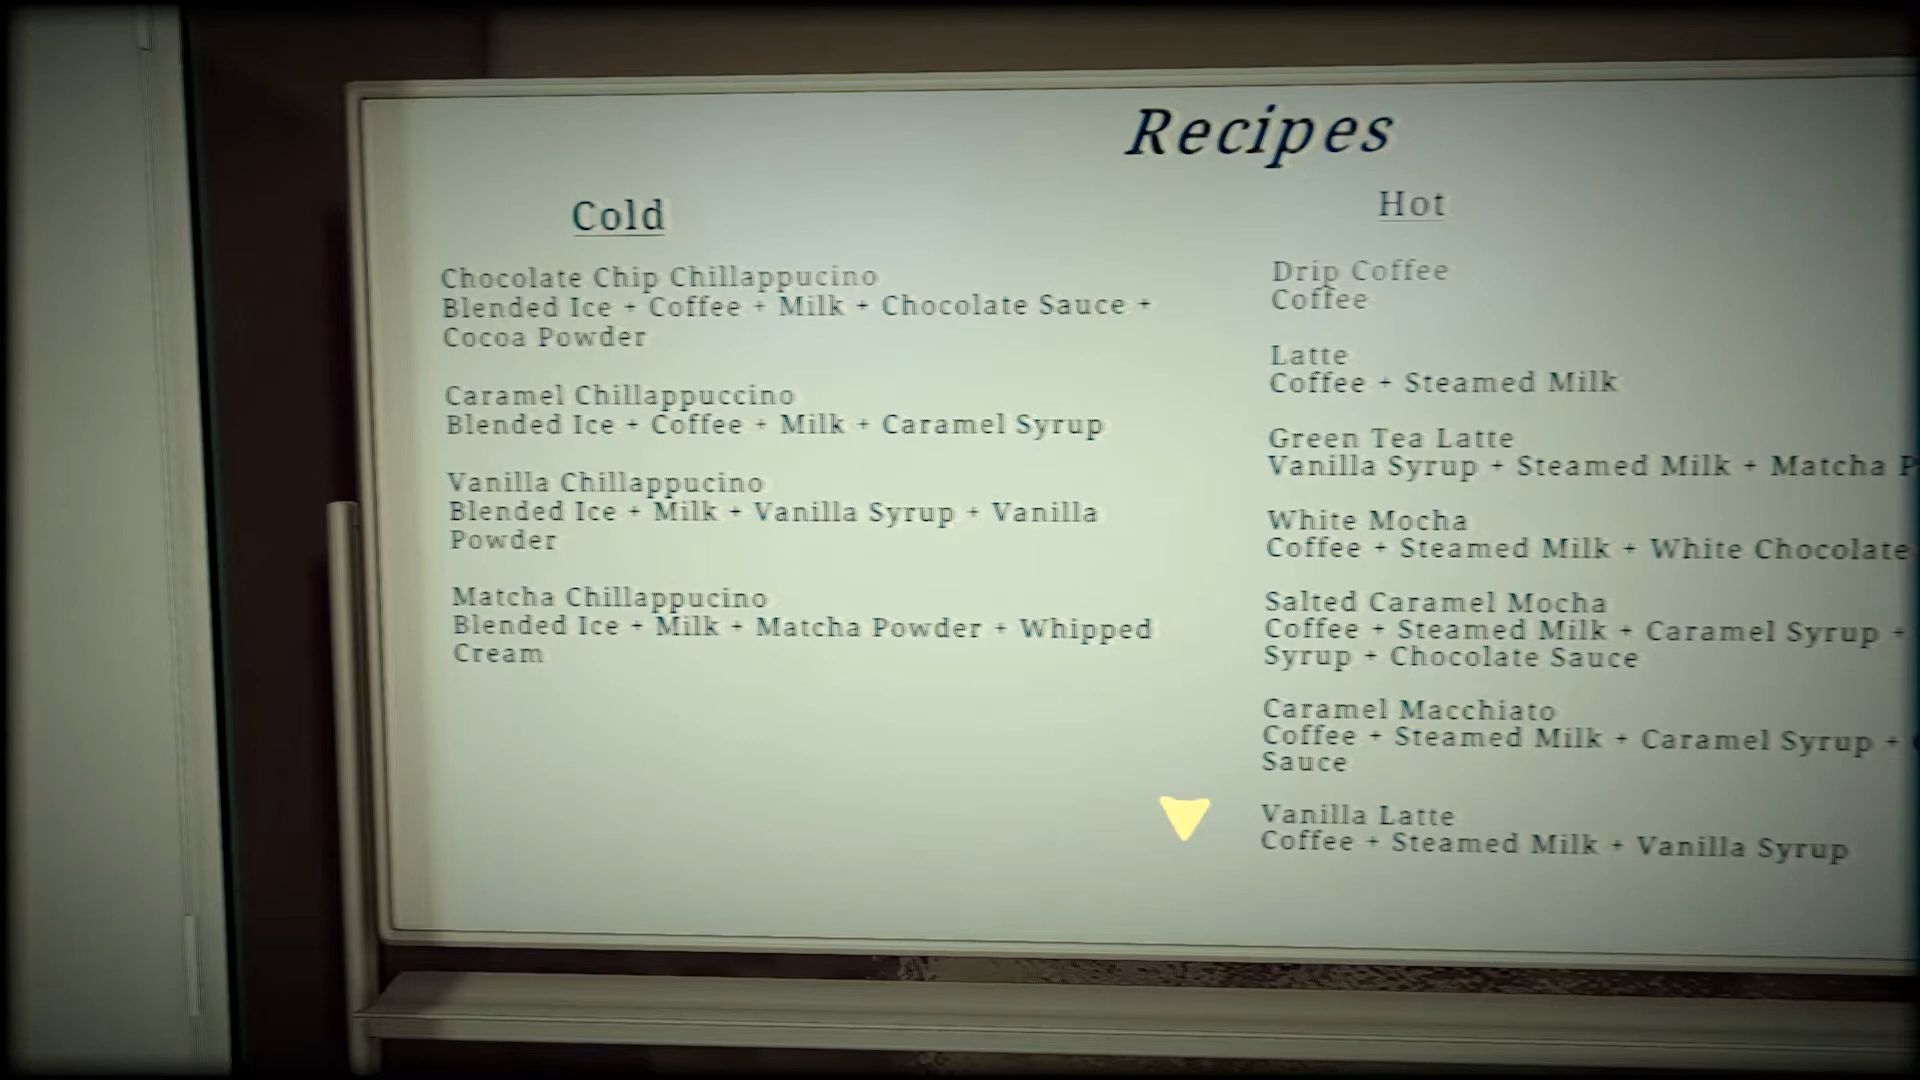 Recipes
Cold
Chocolate Chip Chillappucino
Blended Ice + Coffee + Milk + Chocolate Sauce +
Cocoa Powder
Caramel Chillappuccino
Blended Ice + Coffee + Milk + Caramel Syrup
Vanilla Chillappucino
Blended Ice + Milk + Vanilla Syrup + Vanilla
Powder
Matcha Chillappucino
Blended Ice + Milk + Matcha Powder + Whipped
Cream
Hot
Drip Coffee
Coffee
Latte
Coffee + Steamed Milk
Green Tea Latte
Vanilla Syrup + Steamed Milk + Matcha
White Mocha
Coffee + Steamed Milk + White Chocolate
Salted Caramel Mocha
Coffee + Steamed Milk + Caramel Syrup +
Syrup + Chocolate Sauce
Caramel Macchiato
Coffee + Steamed Milk + Caramel Syrup +
Sauce
Vanilla Latte
Coffee + Steamed Milk + Vanilla Syrup